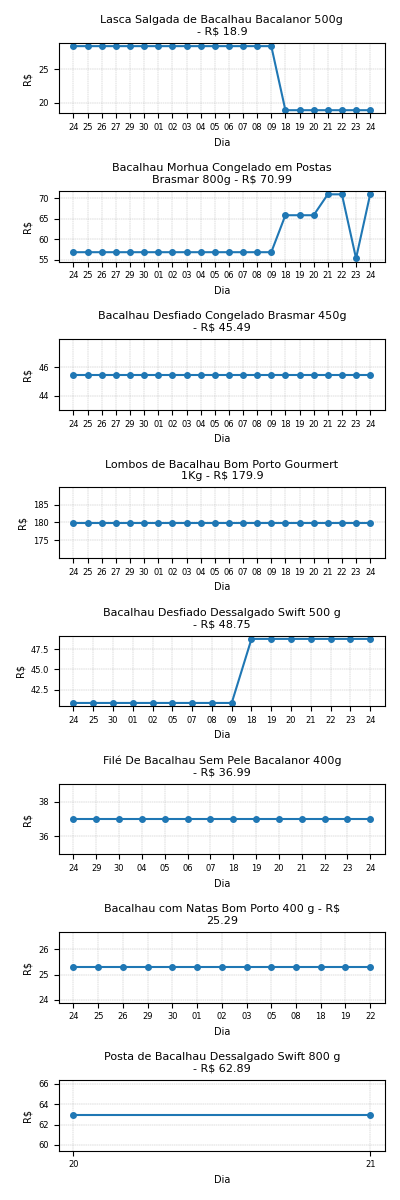 Lasca Salgada de Bacalhau Bacalanor 500g
- R$ 18.9
25
20
R$
24 25 26 27 29 30 01 02 03 04 05 06 07 08 09 18 19 20 21 22 23 24
Dia
Bacalhau Morhua Congelado em Postas
Brasmar 800g - R$ 70.99
70
65
60
55
R$
24 25 26 27 29 30 01 02 03 04 05 06 07 08 09 18 19 20 21 22 23 24
Dia
Bacalhau Desfiado Congelado Brasmar 450g
- R$ 45.49
46
44
R$
24 25 26 27 29 30 01 02 03 04 05 06 07 08 09 18 19 20 21 22 23 24
Dia
Lombos de Bacalhau Bom Porto Gourmert
1Kg - R$ 179.9
185
180
175
R$
24 25 26 27 29 30 01 02 03 04 05 06 07 08 09 18 19 20 21 22 23 24
Dia
Bacalhau Desfiado Dessalgado Swift 500 g
- R$ 48.75
47.5
45.0
42.5
R$
24 25 30 01 02 05 07 08 09 18 19 20 21 22 23 24
Dia
Filé De Bacalhau Sem Pele Bacalanor 400g
- R$ 36.99
38
36
R$
24 29 30 04 05 06 07 18 19 20 21 22 23 24
Dia
Bacalhau com Natas Bom Porto 400 g - R$
25.29
26
25
24
R$
24 25 26 29 30 01 02 03 05 08 18 19 22
Dia
Posta de Bacalhau Dessalgado Swift 800 g
- R$ 62.89
66
64
62
60
R$
20 21
Dia